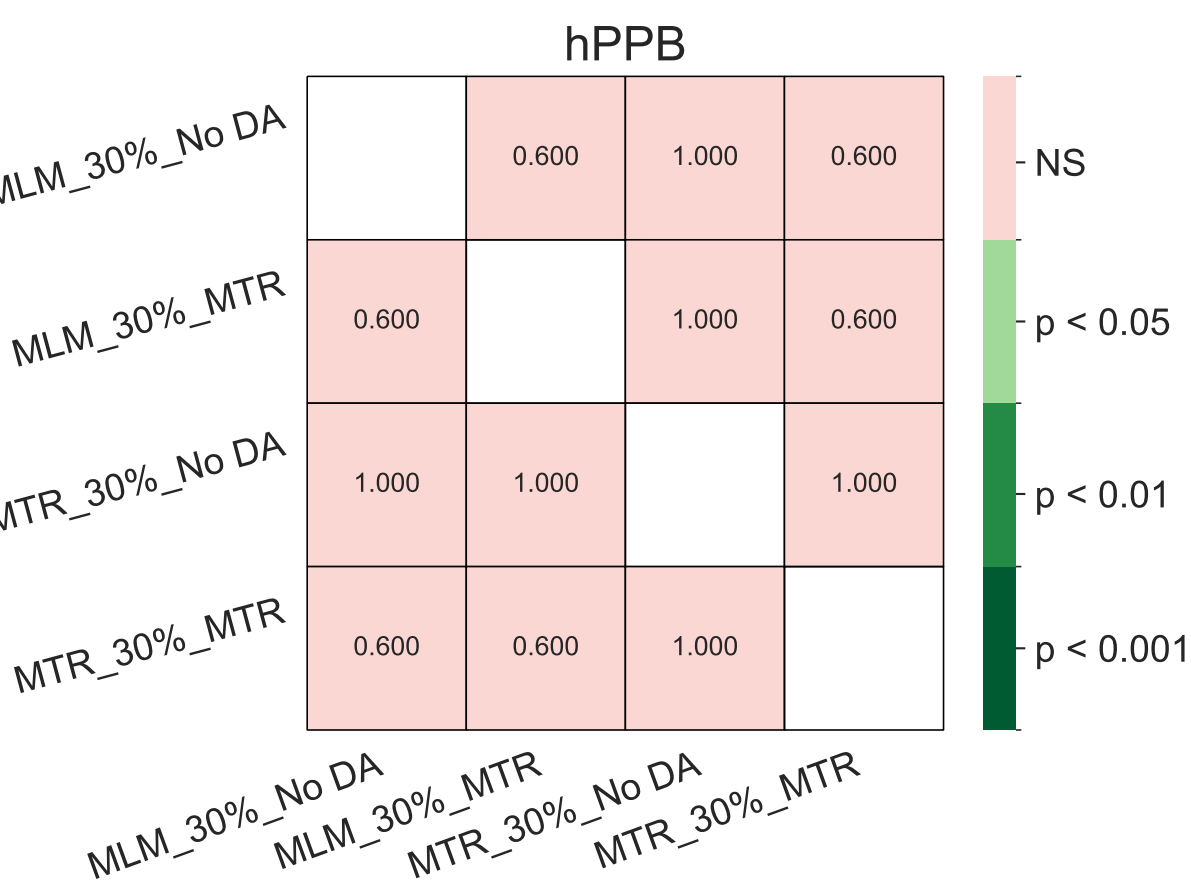 hPPB
MLM_30%_No DA
0.600
1.000
0.600
NS
MLM_30%_MTR
0.600
1.000
0.600
p < 0.05
MTR_30%_No DA
1.000
1.000
1.000
p < 0.01
MTR_30%_MTR
0.600
0.600
1.000
p < 0.001
MLM_30%_No DA
MLM_30%_MTR
MTR_30%_No DA
MTR_30%_MTR